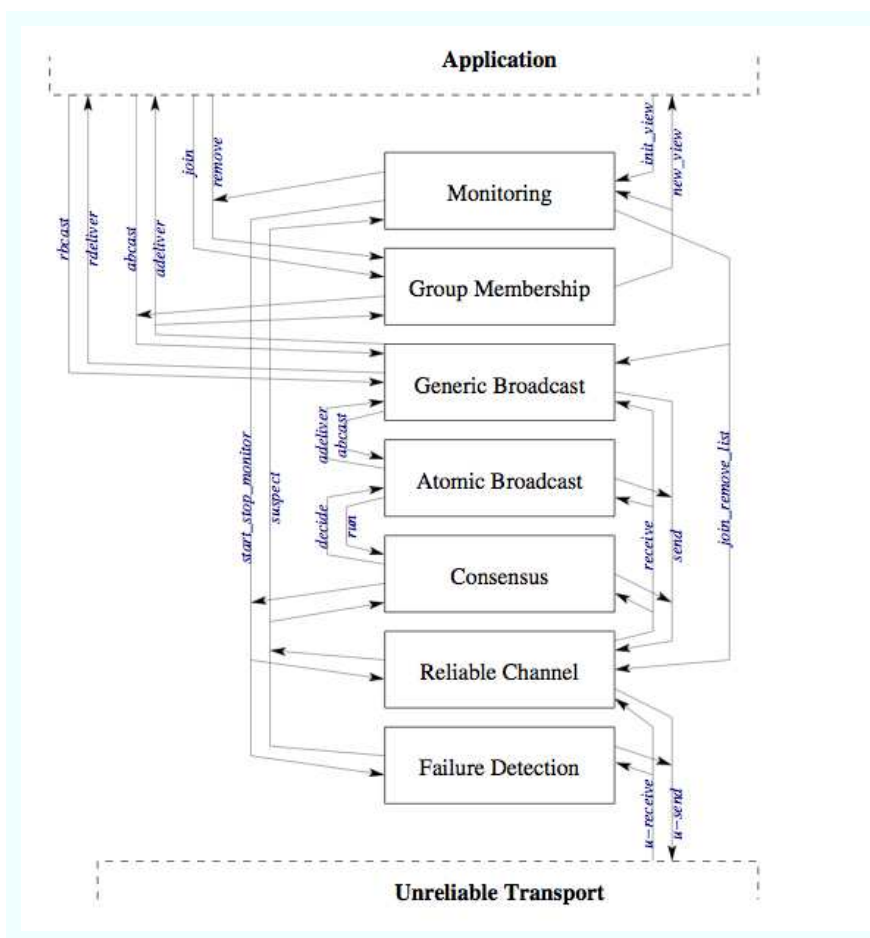 Application
rbcast
rdeliver
abcast
adeliver
join
remove
init_view
new_view
Monitoring
Group Membership
Generic Broadcast
adeliver
abcast
Atomic Broadcast
start_stop_monitor
suspect
decide
run
receive
send
join_remove_list
Consensus
Reliable Channel
Failure Detection
u-receive
u-send
Unreliable Transport